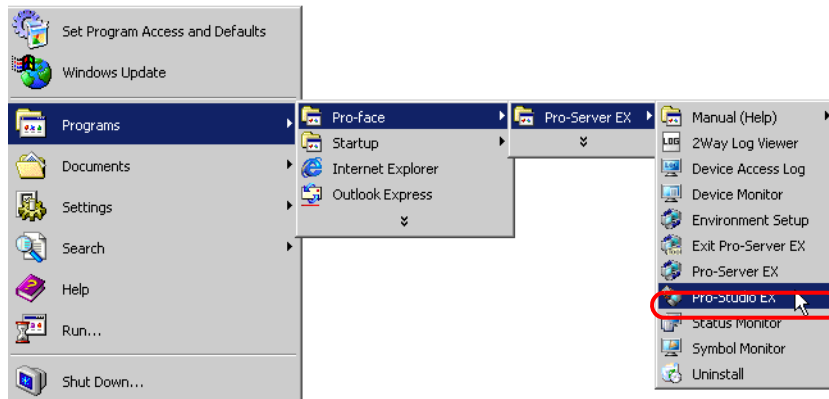 Set Program Access and Defaults
Windows Update
Programs
Documents
Settings
Search
Help
Run...
Shut Down...
Pro-face
Startup
Internet Explorer
Outlook Express
Pro-Server EX
Manual (Help)
LOG
2Way Log Viewer
Device Access Log
Device Monitor
Environment Setup
Exit Pro-Server EX
Pro-Server EX
Pro-Studio EX
Status Monitor
Symbol Monitor
Uninstall